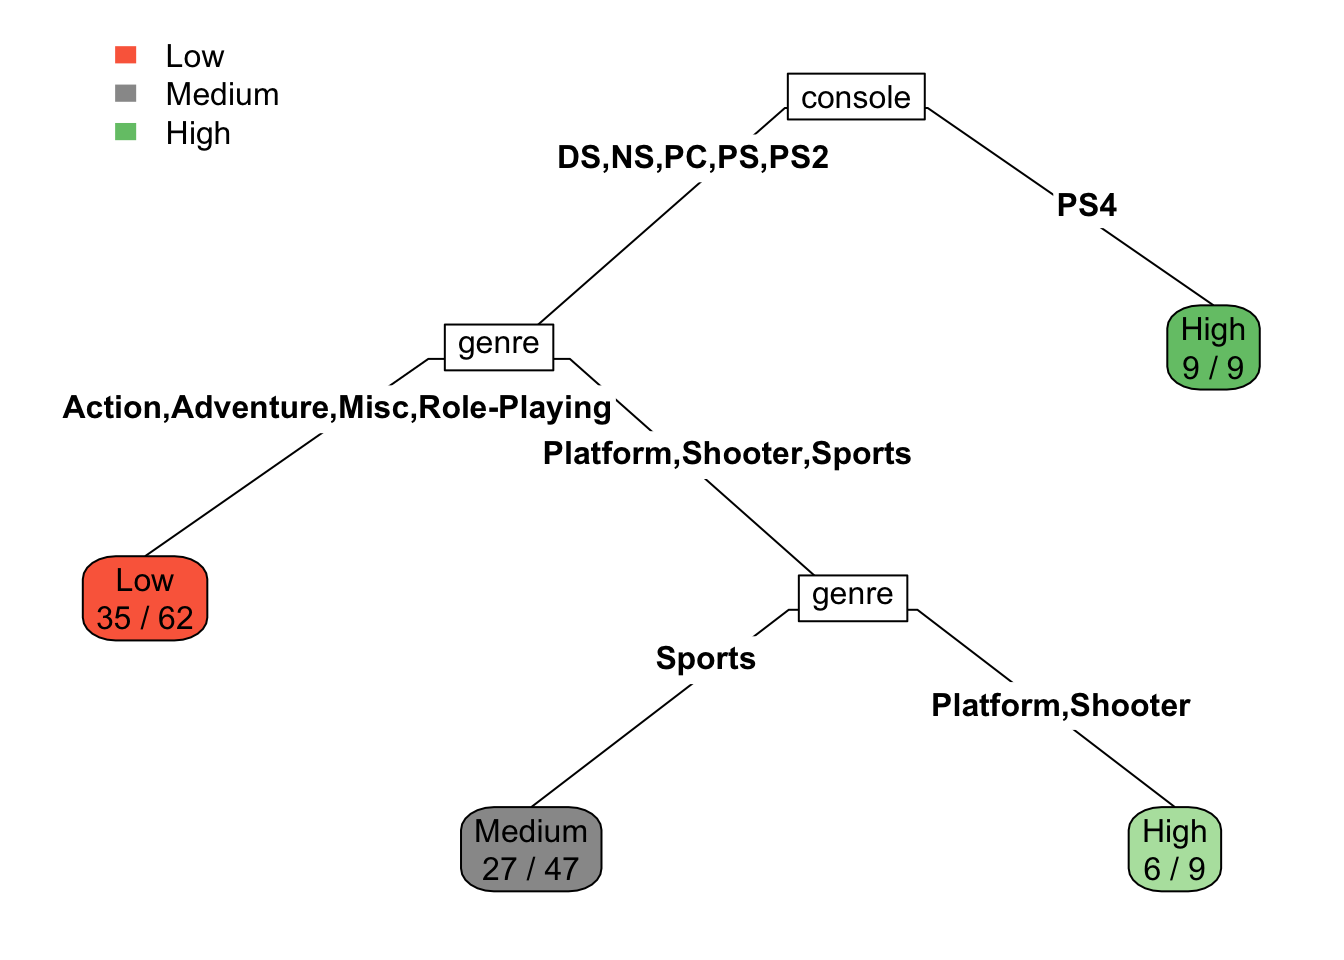 Low
Medium
High
console
DS,NS,PC,PS,PS2
PS4
genre
High
9 / 9
Action,Adventure,Misc,Role-Playing
Platform,Shooter,Sports
Low
35 / 62
genre
Sports
Platform,Shooter
Medium
27 / 47
High
6 / 9